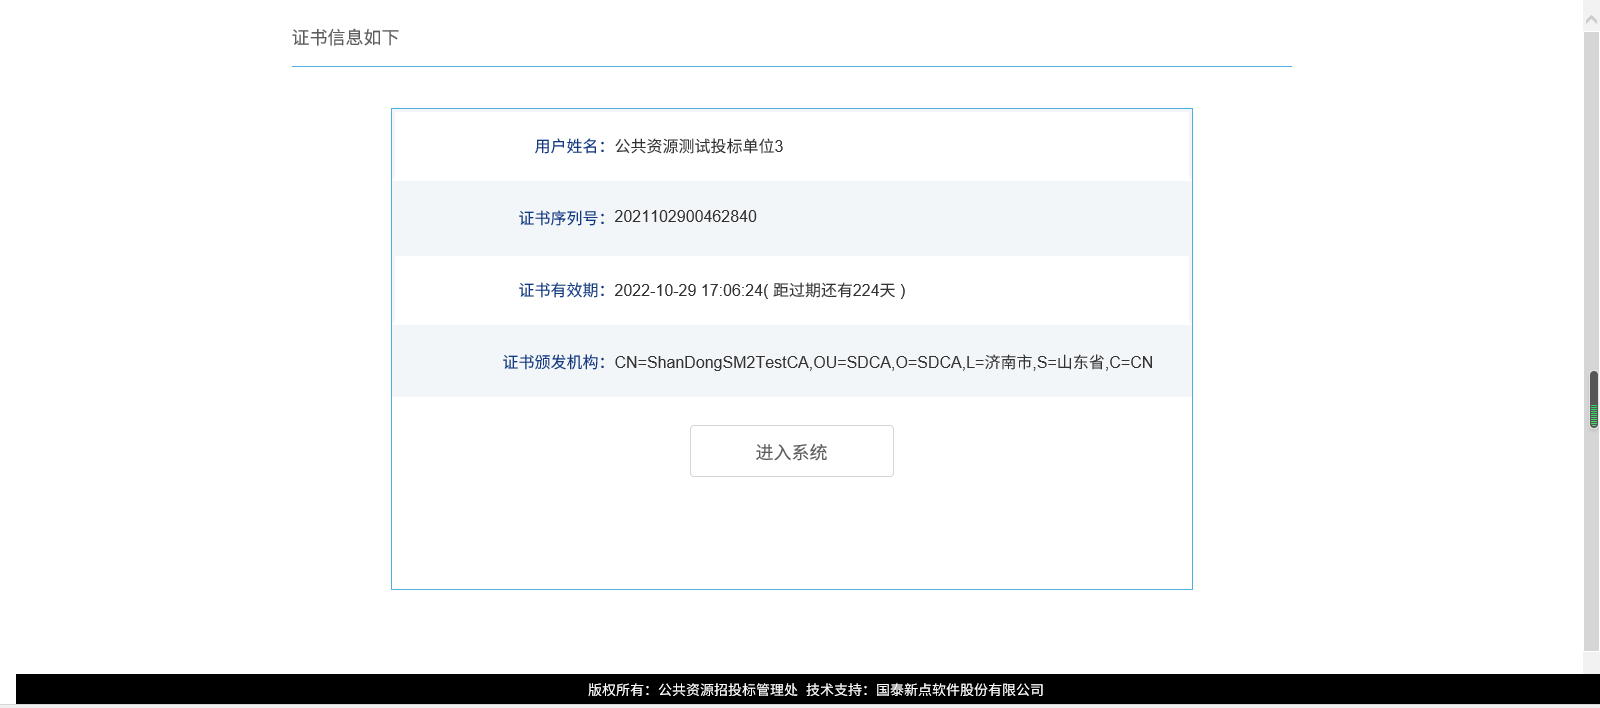 证书信息如下
用户姓名：公共资源测试投标单位3
证书序列号：2021102900462840
证书有效期：2022-10-29 17:06:24( 距过期还有224天 )
证书颁发机构：CN=ShanDongSM2TestCA,OU=SDCA,O=SDCA,L=济南市,S=山东省,C=CN
进入系统
版权所有：公共资源招投标管理处 技术支持：国泰新点软件股份有限公司